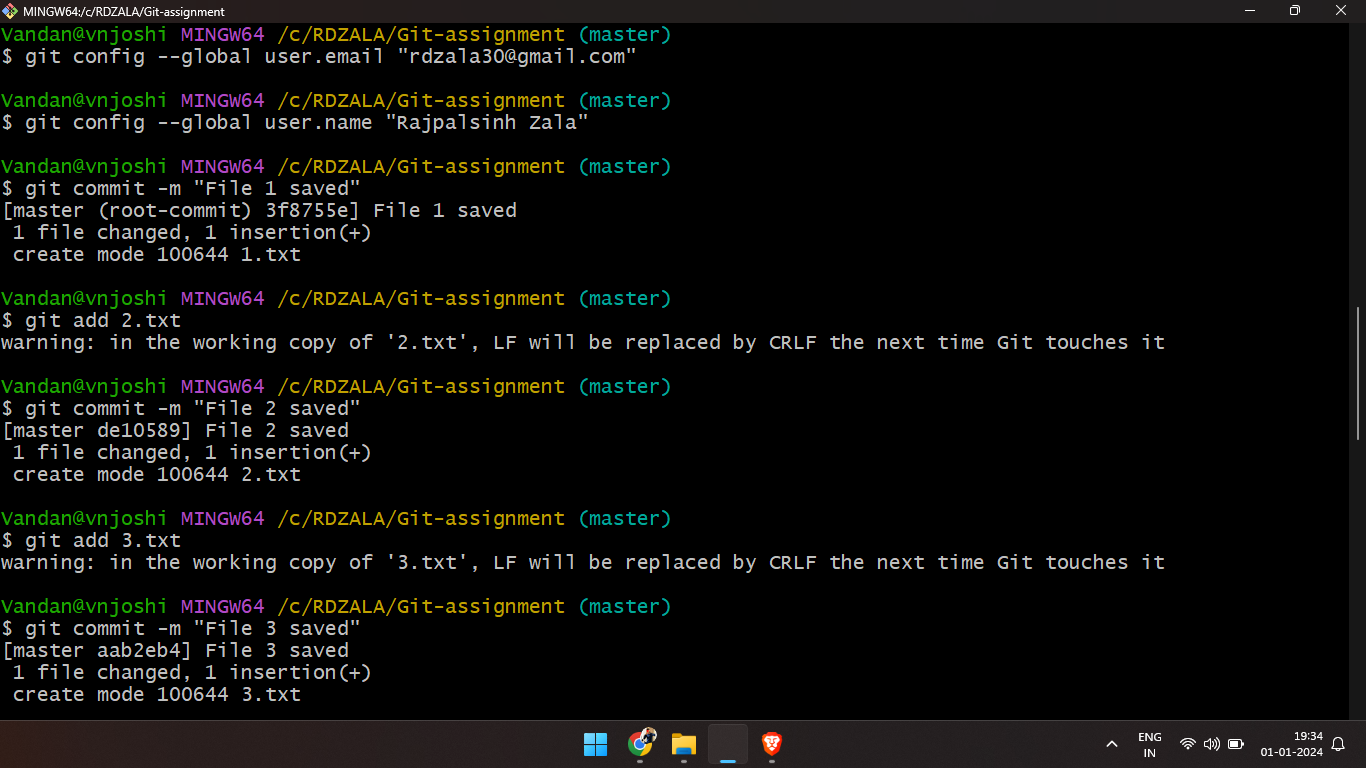 MINGW64:/c/RDZALA/Git-assignment
Vandan@vnjoshi MINGW64 /c/RDZALA/Git-assignment (master)
$ git config --global user.email "rdzala30@gmail.com"
Vandan@vnjoshi MINGW64 /c/RDZALA/Git-assignment (master)
$ git config --global user.name "Rajpalsinh Zala"
Vandan@vnjoshi MINGW64 /c/RDZALA/Git-assignment (master)
$ git commit -m "File 1 saved"
[master (root-commit) 3f8755e] File 1 saved
 1 file changed, 1 insertion(+)
 create mode 100644 1.txt
Vandan@vnjoshi MINGW64 /c/RDZALA/Git-assignment (master)
$ git add 2.txt
warning: in the working copy of '2.txt', LF will be replaced by CRLF the next time Git touches it
Vandan@vnjoshi MINGW64 /c/RDZALA/Git-assignment (master)
$ git commit -m "File 2 saved"
[master de10589] File 2 saved
 1 file changed, 1 insertion(+)
 create mode 100644 2.txt
Vandan@vnjoshi MINGW64 /c/RDZALA/Git-assignment (master)
$ git add 3.txt
warning: in the working copy of '3.txt', LF will be replaced by CRLF the next time Git touches it
Vandan@vnjoshi MINGW64 /c/RDZALA/Git-assignment (master)
$ git commit -m "File 3 saved"
[master aab2eb4] File 3 saved
 1 file changed, 1 insertion(+)
 create mode 100644 3.txt
ENG
IN
19:34
01-01-2024